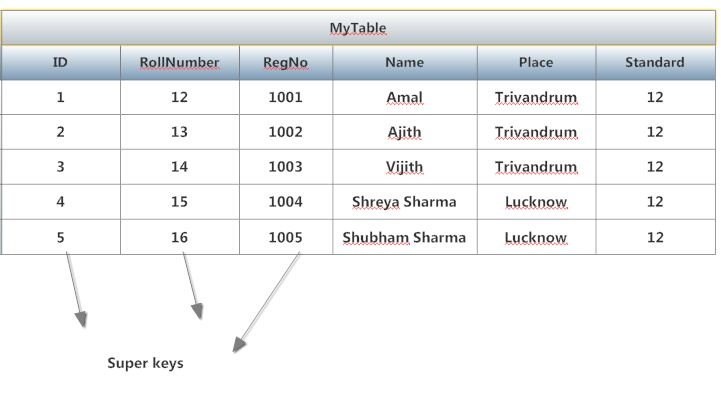 MyTable
ID RollNumber RegNo Name Place Standard
1 12 1001 Amal Trivandrum 12
2 13 1002 Ajith Trivandrum 12
3 14 1003 Vijith Trivandrum 12
4 15 1004 Shreya Sharma Lucknow 12
5 16 1005 Shubham Sharma Lucknow 12
Super keys